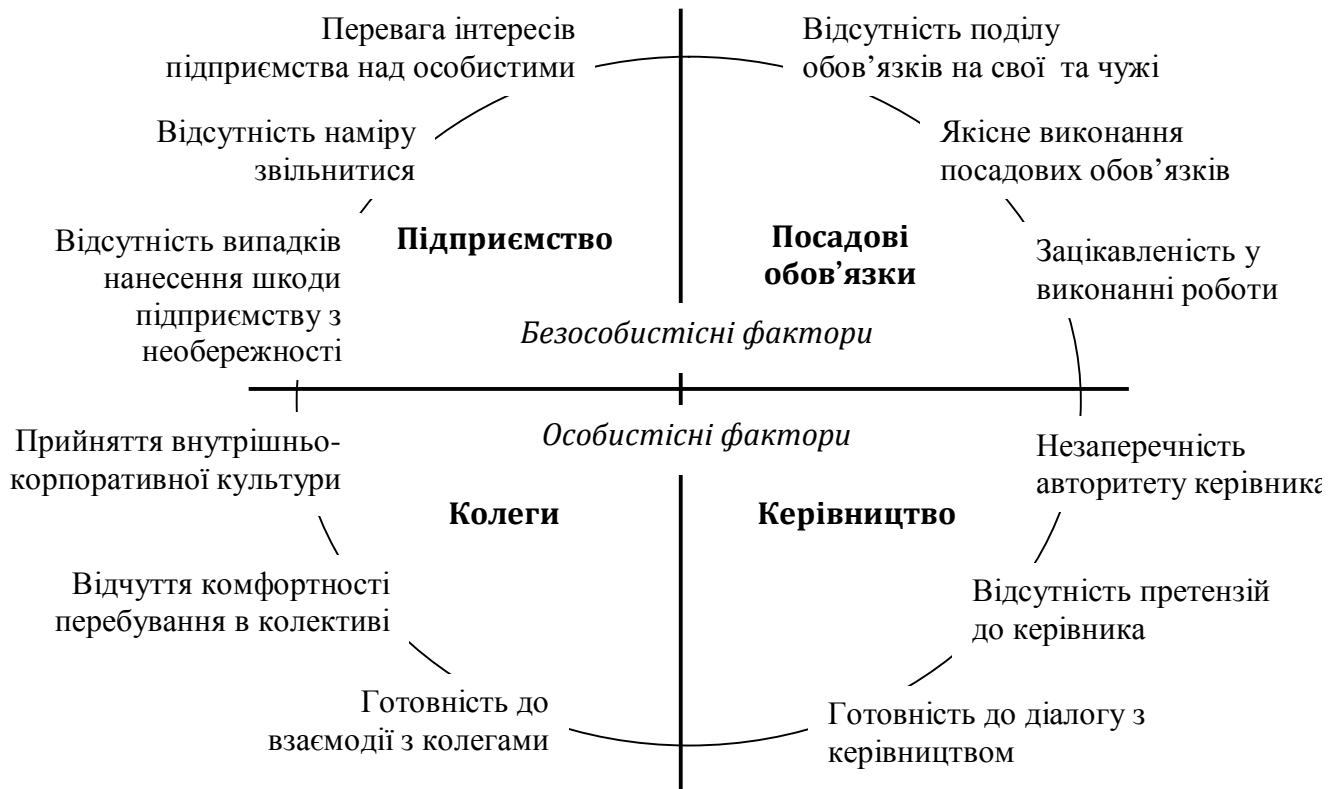 Перевага інтересів
підприємства над особистими
Відсутність поділу
обов’язків на свої та чужі
Відсутність наміру
звільнитися
Якісне виконання
посадових обов’язків
Відсутність випадків
нанесення шкоди
підприємству з
необережності
Підприємство
Посадові
обов’язки
Зацікавленість у
виконанні роботи
Безособистісні фактори
Особистісні фактори
Прийняття внутрішньо-
корпоративної культури
Колеги
Керівництво
Незаперечність
авторитету керівника
Відчуття комфортності
перебування в колективі
Відсутність претензій
до керівника
Готовність до
взаємодії з колегами
Готовність до діалогу з
керівництвом